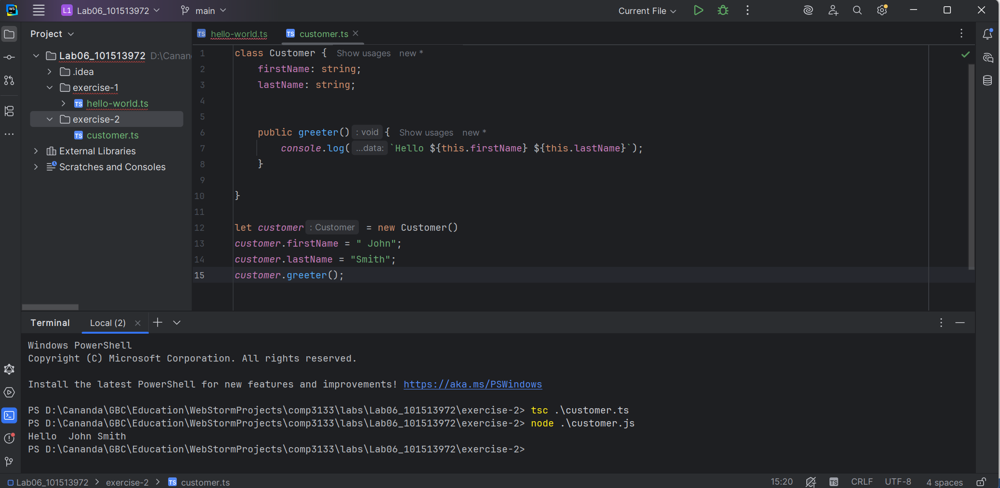 WS L1 Lab06_101513972 main Current File
Project
Lab06_101513972 D:\Canan
.idea
exercise-1
TS hello-world.ts
exercise-2
TS customer.ts
External Libraries
Scratches and Consoles
TS hello-world.ts TS customer.ts
1 class Customer { Show usages new *
2 firstName: string;
3 lastName: string;
4
5
6 public greeter() : void { Show usages new *
7 console.log( ...data: `Hello ${this.firstName} ${this.lastName}`);
8 }
9
10 }
11
12 let customer : Customer = new Customer()
13 customer.firstName = " John";
14 customer.lastName = "Smith";
15 customer.greeter();
Terminal Local (2)
Windows PowerShell
Copyright (C) Microsoft Corporation. All rights reserved.
Install the latest PowerShell for new features and improvements! https://aka.ms/PSWindows
PS D:\Cananda\GBC\Education\WebStormProjects\comp3133\labs\Lab06_101513972\exercise-2> tsc .\customer.ts
PS D:\Cananda\GBC\Education\WebStormProjects\comp3133\labs\Lab06_101513972\exercise-2> node .\customer.js
Hello  John Smith
PS D:\Cananda\GBC\Education\WebStormProjects\comp3133\labs\Lab06_101513972\exercise-2>
Lab06_101513972 > exercise-2 > TS customer.ts 15:20 TS CRLF UTF-8 4 spaces